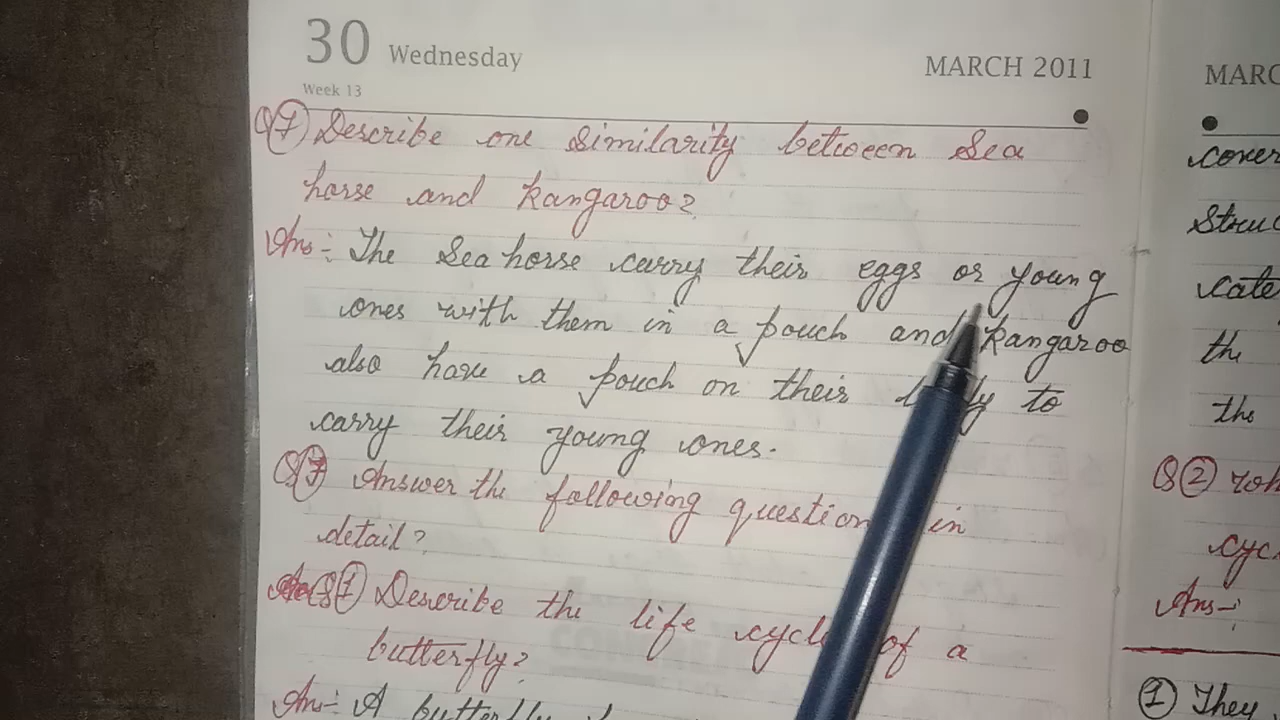 30 Wednesday
MARCH 2011
Week 13
Q7 Describe one similarity between Sea
horse and kangaroo?
Ans:- The Sea horse carry their eggs or young
ones with them in a pouch and kangaroo
also have a pouch on their body to
carry their young ones.
Q7 Answer the following question in
detail?
Q1 Describe the life cycle of a
butterfly?
Ans:- A butterfly
MARC
cover
Struc
cate
the
the
Q2
cyc
Ans-:
1 They